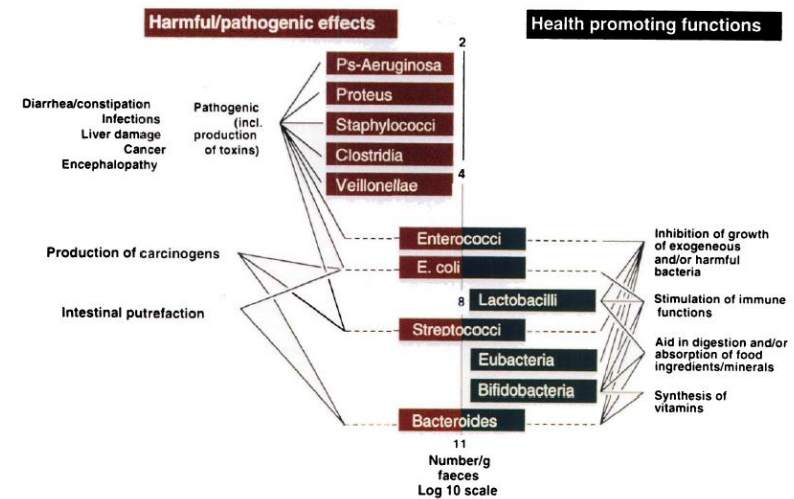 Harmful/pathogenic effects
Health promoting functions
2
Ps-Aeruginosa
Proteus
Staphylococci
Clostridia
Veillonellae
4
Diarrhea/constipation
Infections
Liver damage
Cancer
Encephalopathy
Pathogenic
(incl.
production
of toxins)
Production of carcinogens
Intestinal putrefaction
Enterococci
E. coli
8
Lactobacilli
Streptococci
Eubacteria
Bifidobacteria
Bacteroides
11
Number/g
faeces
Log 10 scale
Inhibition of growth
of exogeneous
and/or harmful
bacteria
Stimulation of immune
functions
Aid in digestion and/or
absorption of food
ingredients/minerals
Synthesis of
vitamins